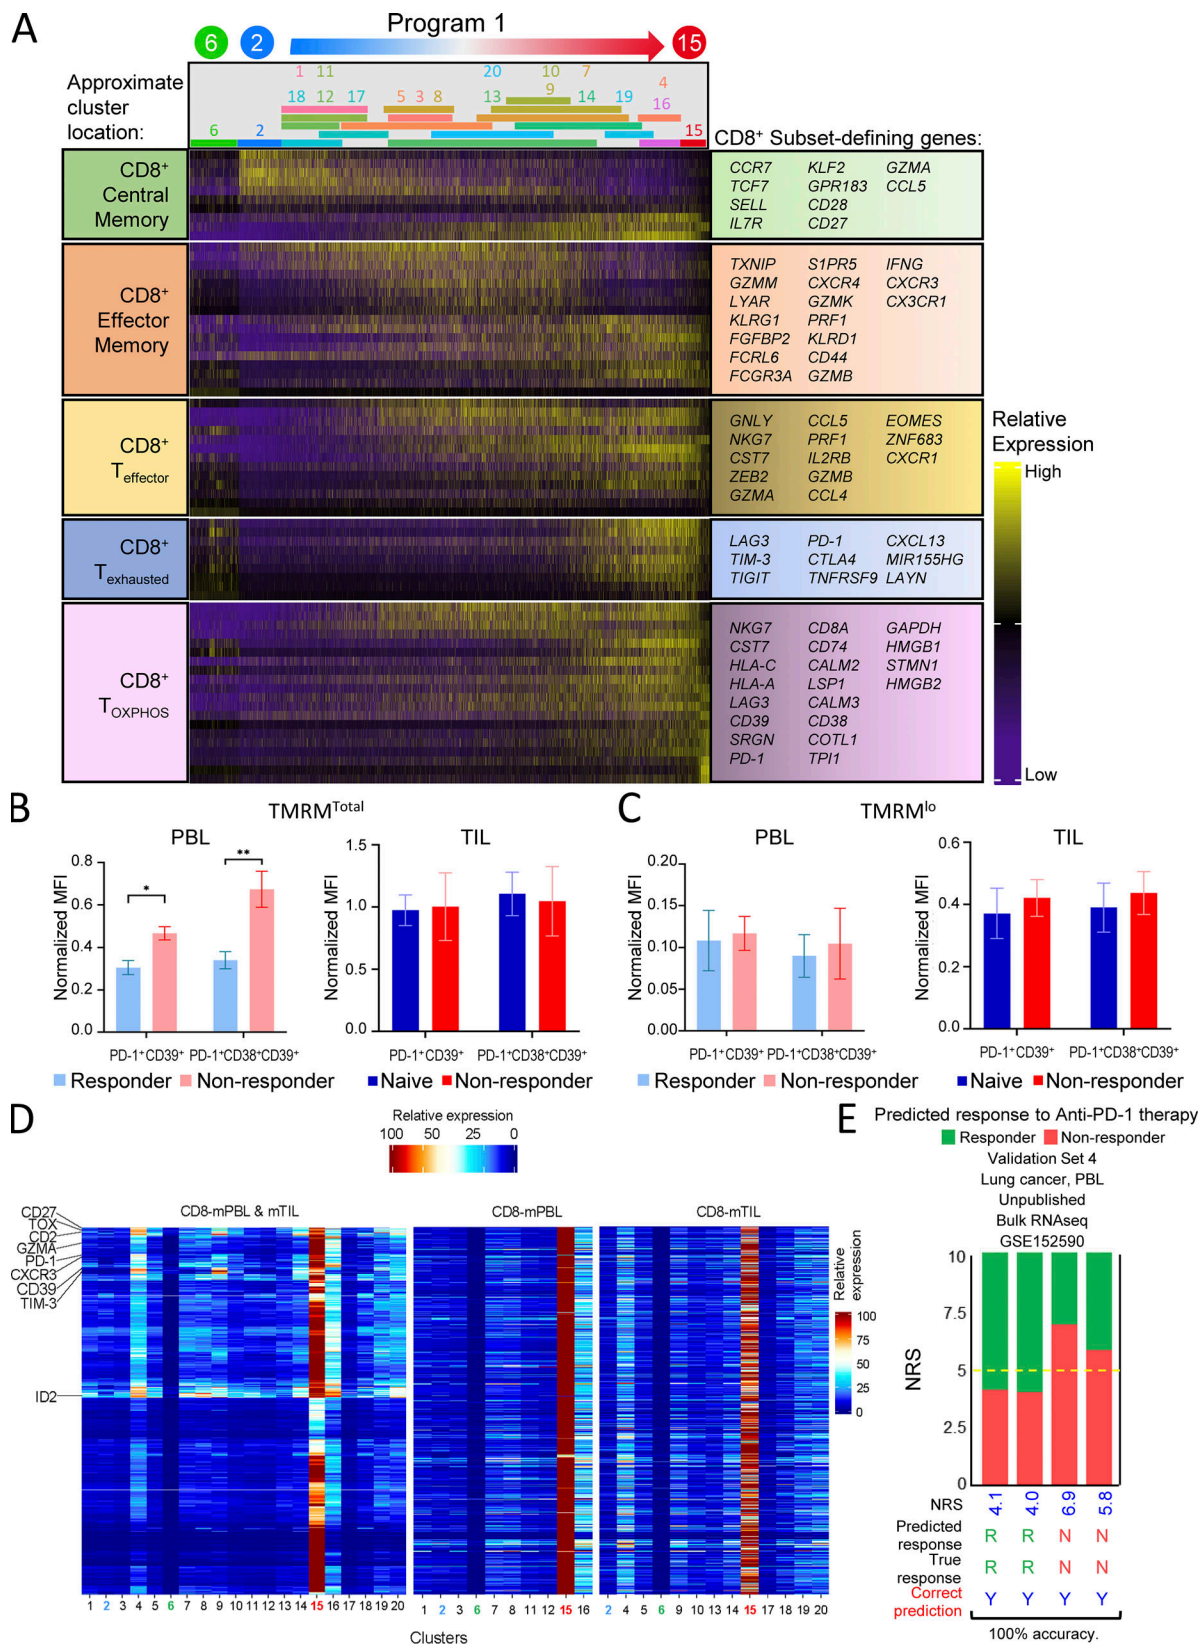 A
Program 1
6 2 15
Approximate
cluster
location:
1 11 20 10 7
4
18 12 17 5 3 8 13 9 14 19 16
6 2 15
CD8⁺ Subset-defining genes:
CD8⁺
Central
Memory
CCR7 KLF2 GZMA
TCF7 GPR183 CCL5
SELL CD28
IL7R CD27
CD8⁺
Effector
Memory
TXNIP S1PR5 IFNG
GZMM CXCR4 CXCR3
LYAR GZMK CX3CR1
KLRG1 PRF1
FGFBP2 KLRD1
FCRL6 CD44
FCGR3A GZMB
CD8⁺
Teffector
GNLY CCL5 EOMES
NKG7 PRF1 ZNF683
CST7 IL2RB CXCR1
ZEB2 GZMB
GZMA CCL4
CD8⁺
Texhausted
LAG3 PD-1 CXCL13
TIM-3 CTLA4 MIR155HG
TIGIT TNFRSF9 LAYN
CD8⁺
TOXPHOS
NKG7 CD8A GAPDH
CST7 CD74 HMGB1
HLA-C CALM2 STMN1
HLA-A LSP1 HMGB2
LAG3 CALM3
CD39 CD38
SRGN COTL1
PD-1 TPI1
Relative
Expression
High
Low
B
TMRMTotal
PBL
Normalized MFI
0.8
0.6
0.4
0.2
0.0
*
**
PD-1⁺CD39⁺ PD-1⁺CD38⁺CD39⁺
Responder Non-responder
TIL
Normalized MFI
1.5
1.0
0.5
0.0
PD-1⁺CD39⁺ PD-1⁺CD38⁺CD39⁺
Naive Non-responder
C
TMRMlo
PBL
Normalized MFI
0.20
0.15
0.10
0.05
0.00
PD-1⁺CD39⁺ PD-1⁺CD38⁺CD39⁺
Responder Non-responder
TIL
Normalized MFI
0.6
0.4
0.2
0.0
PD-1⁺CD39⁺ PD-1⁺CD38⁺CD39⁺
Naive Non-responder
D
Relative expression
100 75 50 25 0
CD8-mPBL & mTIL
CD8-mPBL
CD8-mTIL
CD27
TOX
CD2
GZMA
PD-1
CXCR3
CD39
TIM-3
ID2
Relative
expression
100
75
50
25
0
1 2 3 4 5 6 7 8 9 10 11 12 13 14 15 16 17 18 19 20
1 2 3 6 7 8 11 12 13 14 15 16
2 4 5 6 9 10 13 14 15 17 18 19 20
Clusters
E
Predicted response to Anti-PD-1 therapy
Responder Non-responder
Validation Set 4
Lung cancer, PBL
Unpublished
Bulk RNAseq
GSE152590
NRS
10
7.5
5
2.5
0
NRS 4.1 4.0 6.9 5.8
Predicted
response R R N N
True
response R R N N
Correct
prediction Y Y Y Y
100% accuracy.